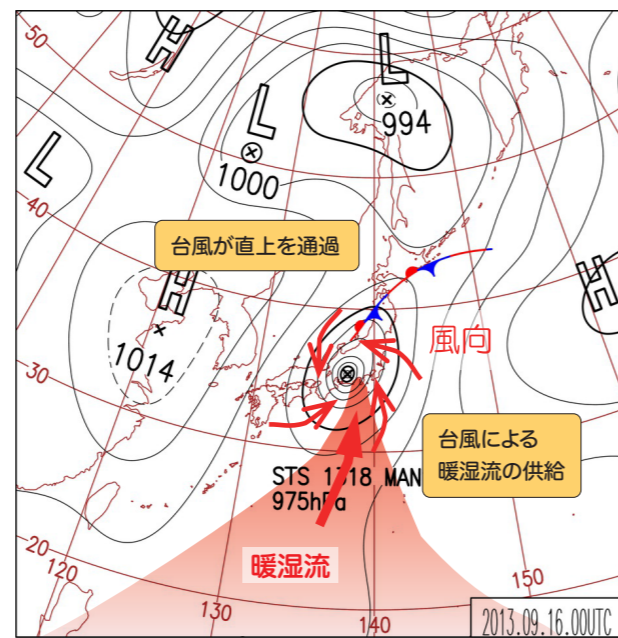 50
H
L
L
994
L
1000
40
台風が直上を通過
H
H
1014
風向
30
台風による
暖湿流の供給
STS 1318 MAN
975hPa
暖湿流
20
120
130
140
150
2013.09.16.00UTC